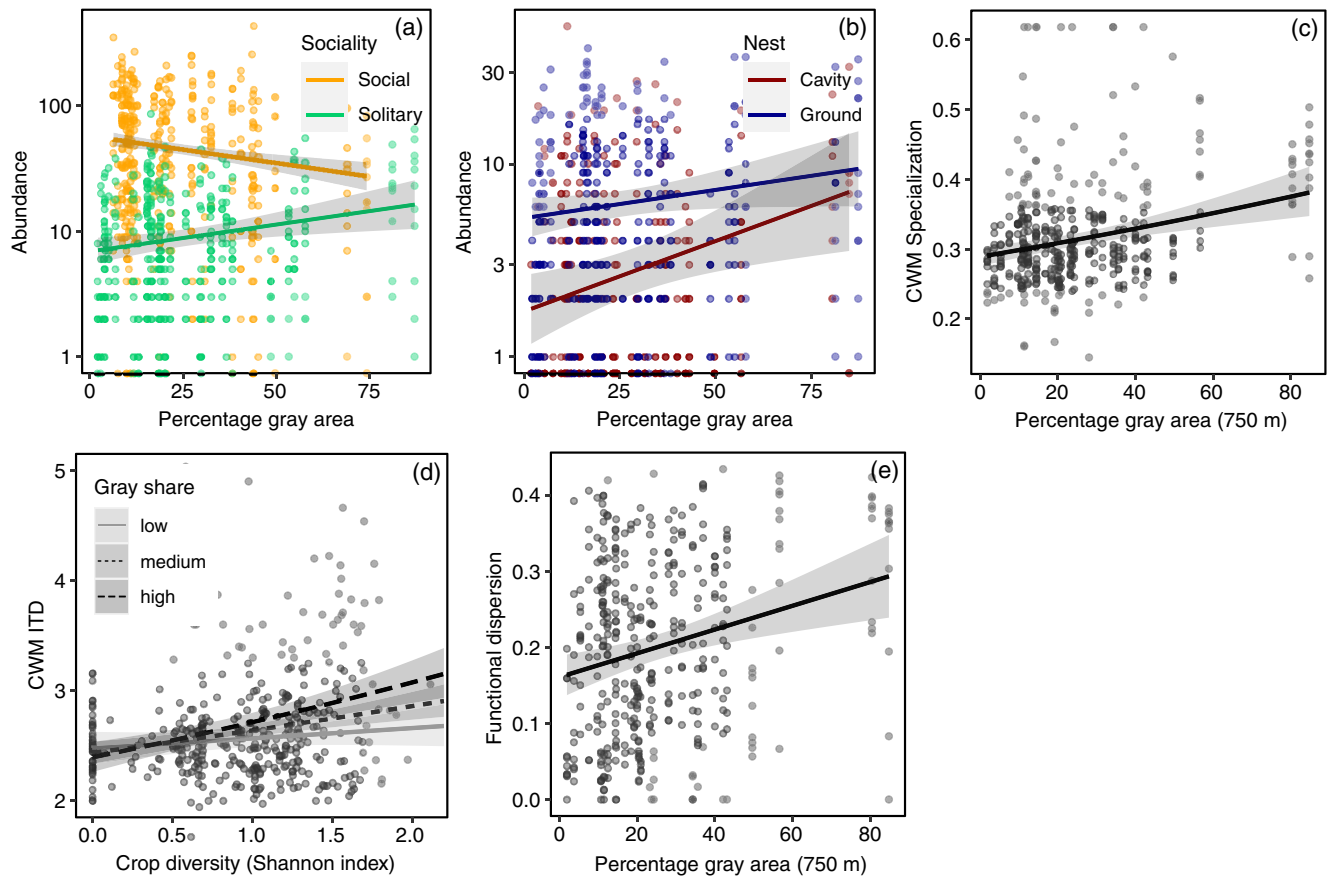 (a)
Sociality
Social
Solitary
100
10
1
Abundance
0
25
50
75
Percentage gray area
(b)
Nest
Cavity
Ground
30
10
3
1
Abundance
0
25
50
75
Percentage gray area
(c)
0.6
0.5
0.4
0.3
0.2
CWM Specialization
0
20
40
60
80
Percentage gray area (750 m)
(d)
Gray share
low
medium
high
5
4
3
2
CWM ITD
0.0
0.5
1.0
1.5
2.0
Crop diversity (Shannon index)
(e)
0.4
0.3
0.2
0.1
0.0
Functional dispersion
0
20
40
60
80
Percentage gray area (750 m)